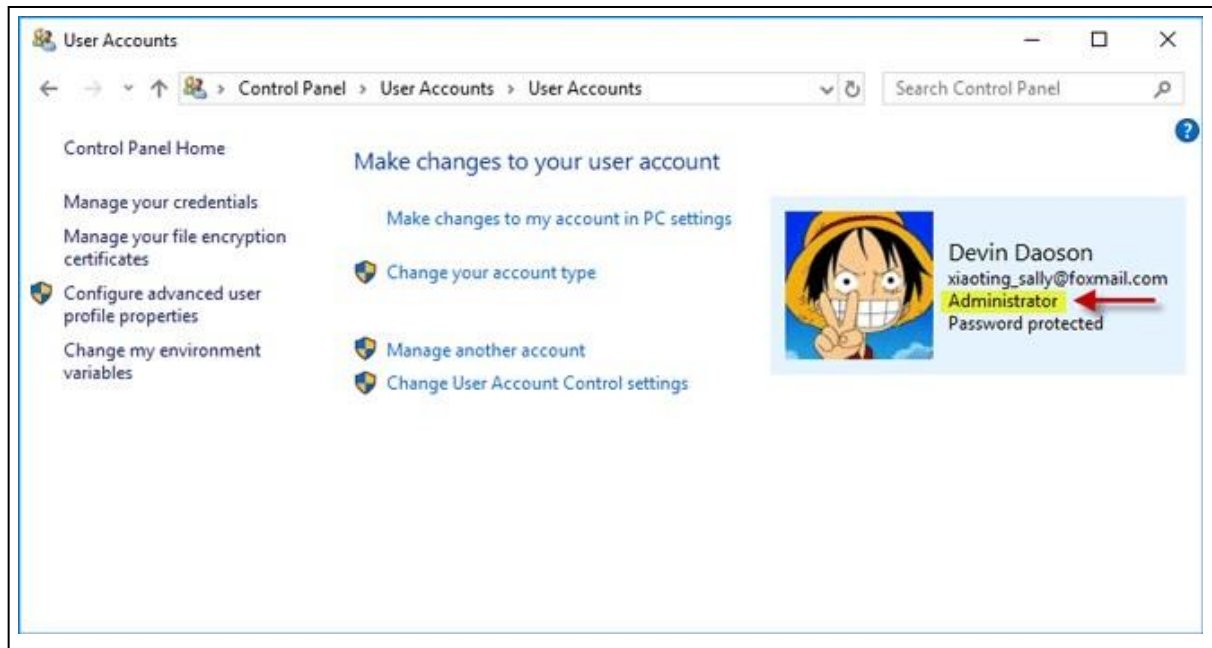 User Accounts
Control Panel > User Accounts > User Accounts
Search Control Panel
?
Control Panel Home
Manage your credentials
Manage your file encryption
certificates
Configure advanced user
profile properties
Change my environment
variables
Make changes to your user account
Make changes to my account in PC settings
Change your account type
Manage another account
Change User Account Control settings
Devin Daoson
xiaoting_sally@foxmail.com
Administrator
Password protected